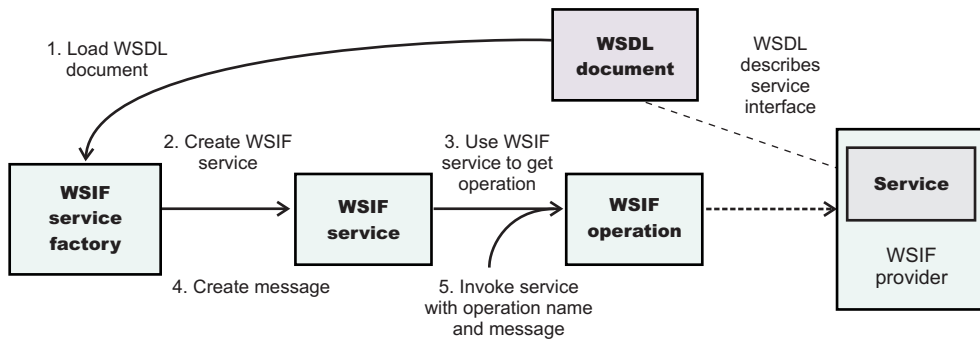 1. Load WSDL
document
WSDL
document
WSDL
describes
service
interface
2. Create WSIF
service
3. Use WSIF
service to get
operation
WSIF
service
factory
WSIF
service
WSIF
operation
Service
WSIF
provider
4. Create message
5. Invoke service
with operation name
and message